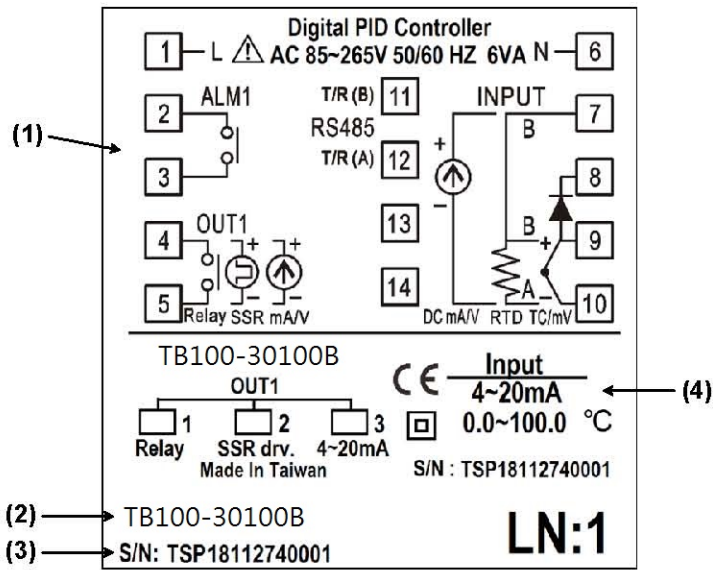 Digital PID Controller
1 L AC 85~265V 50/60 HZ 6VA N 6
2 ALM1 T/R (B) 11 INPUT 7
RS485 B
(1)
3 T/R (A) 12 + 8
13 −
4 OUT1 + + B + 9
5 − − 14 A − 10
Relay SSR mA/V DC mA/V RTD TC/mV
TB100-30100B
OUT1
1 2 3
Relay SSR drv. 4~20mA
Made In Taiwan
CE Input
4~20mA (4)
0.0~100.0 °C
S/N : TSP18112740001
(2) TB100-30100B
(3) S/N: TSP18112740001
LN:1